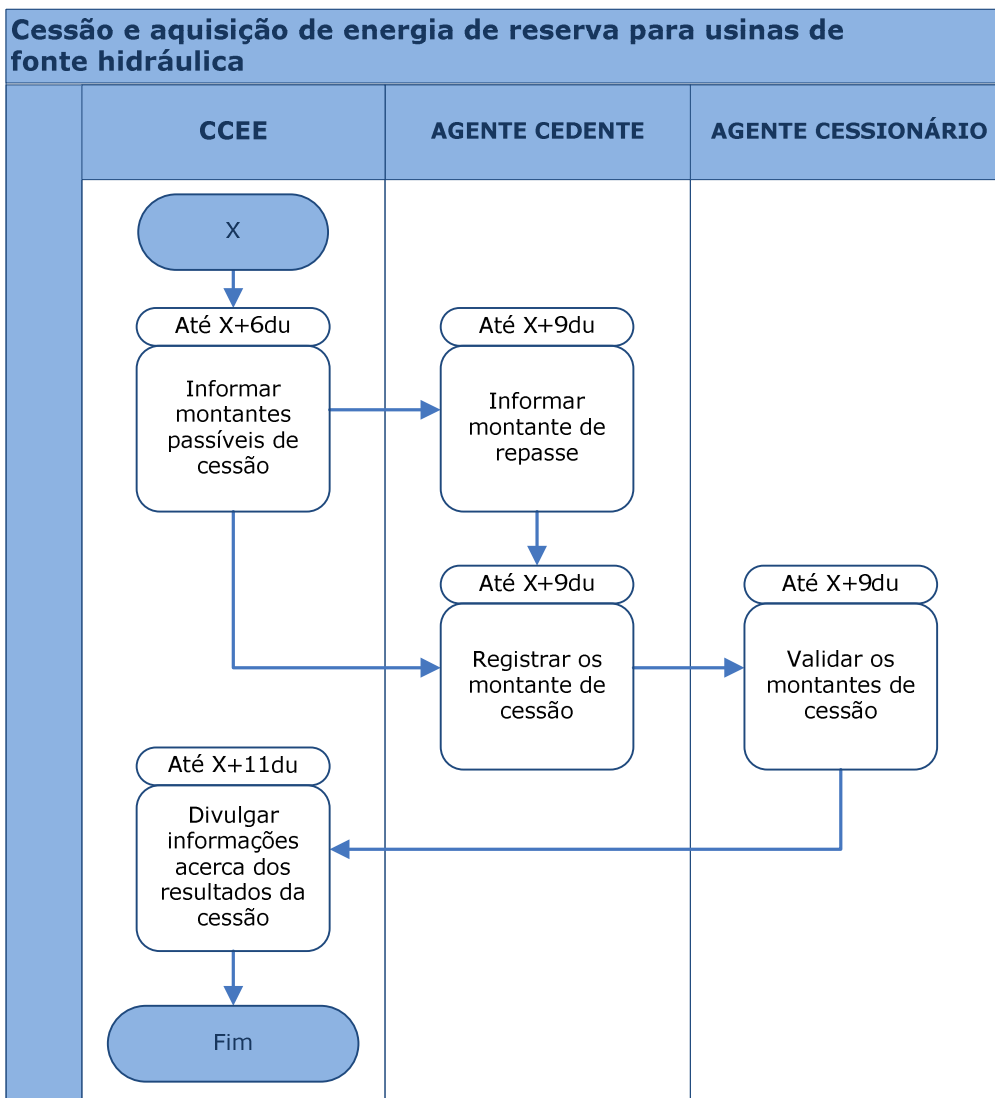 Cessão e aquisição de energia de reserva para usinas de
fonte hidráulica
CCEE
AGENTE CEDENTE
AGENTE CESSIONÁRIO
X
Até X+6du
Informar
montantes
passíveis de
cessão
Até X+9du
Informar
montante de
repasse
Até X+9du
Registrar os
montante de
cessão
Até X+9du
Validar os
montantes de
cessão
Até X+11du
Divulgar
informações
acerca dos
resultados da
cessão
Fim